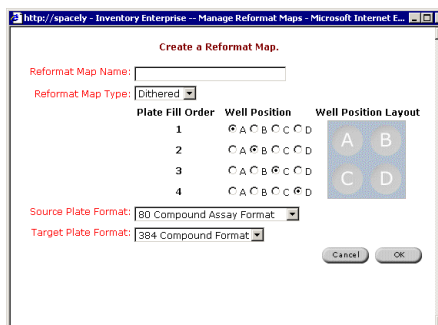 http://spacely - Inventory Enterprise -- Manage Reformat Maps - Microsoft Internet E...
Create a Reformat Map.
Reformat Map Name:
Reformat Map Type: Dithered
Plate Fill Order Well Position Well Position Layout
1 A B C D
2 A B C D
3 A B C D
4 A B C D
A B
C D
Source Plate Format: 80 Compound Assay Format
Target Plate Format: 384 Compound Format
Cancel OK